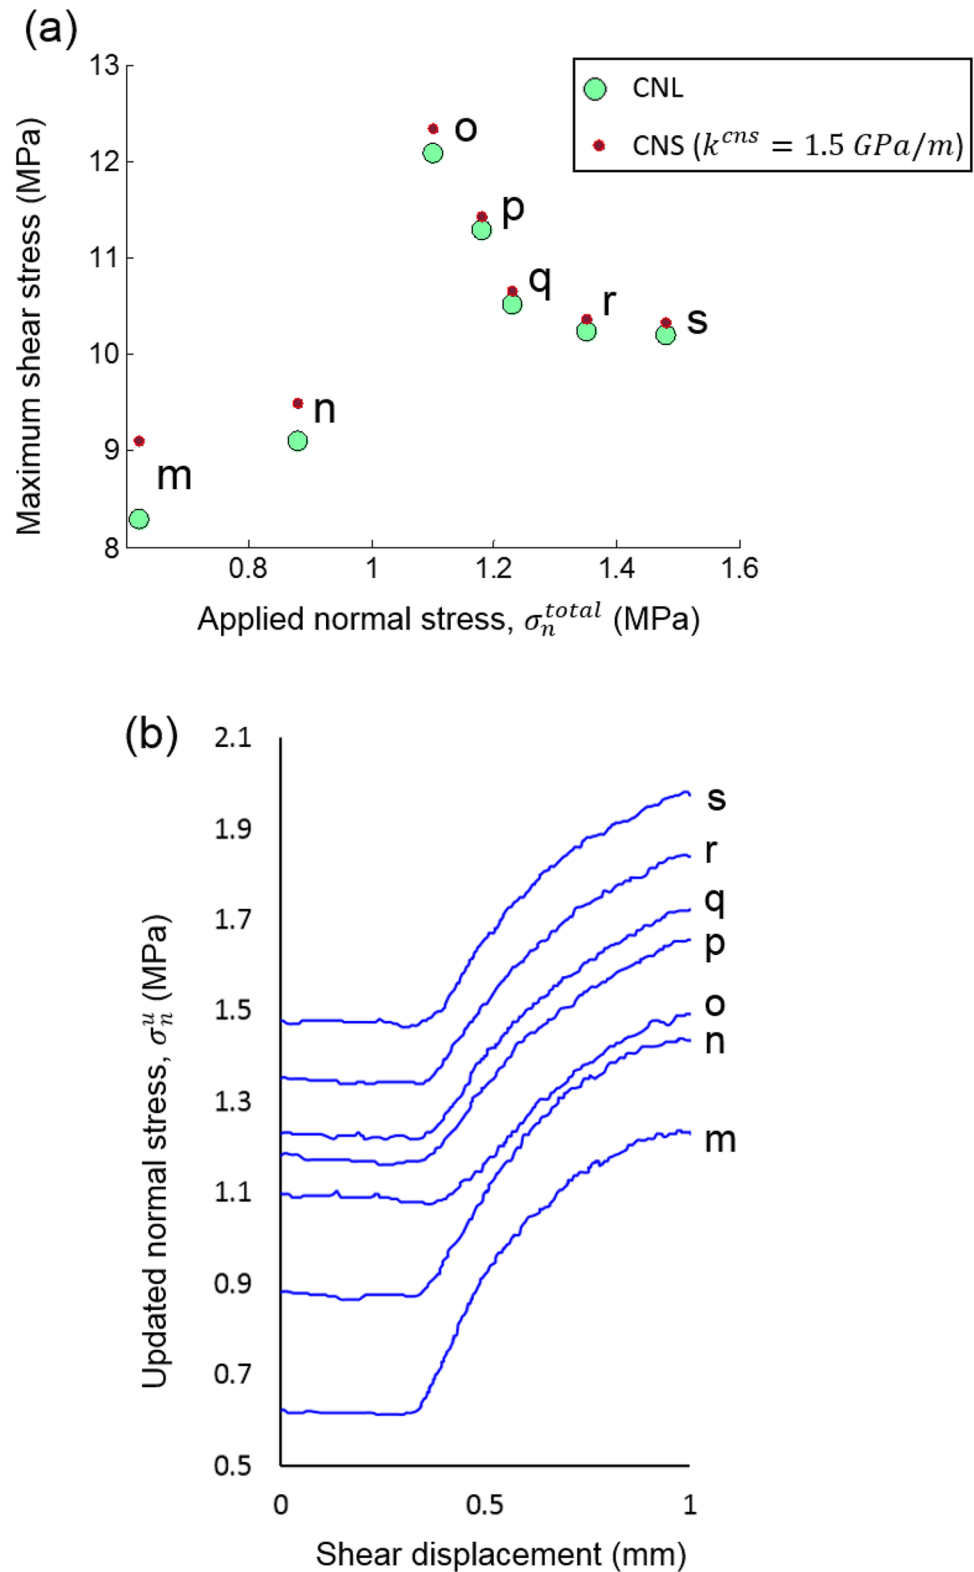 (a)
Maximum shear stress (MPa)
13
12
11
10
9
8
CNL
CNS (k^cns = 1.5 GPa/m)
o
p
q
r
s
n
m
0.8 1 1.2 1.4 1.6
Applied normal stress, σ_n^total (MPa)
(b)
Updated normal stress, σ_n^u (MPa)
2.1
1.9
1.7
1.5
1.3
1.1
0.9
0.7
0.5
s
r
q
p
o
n
m
0 0.5 1
Shear displacement (mm)